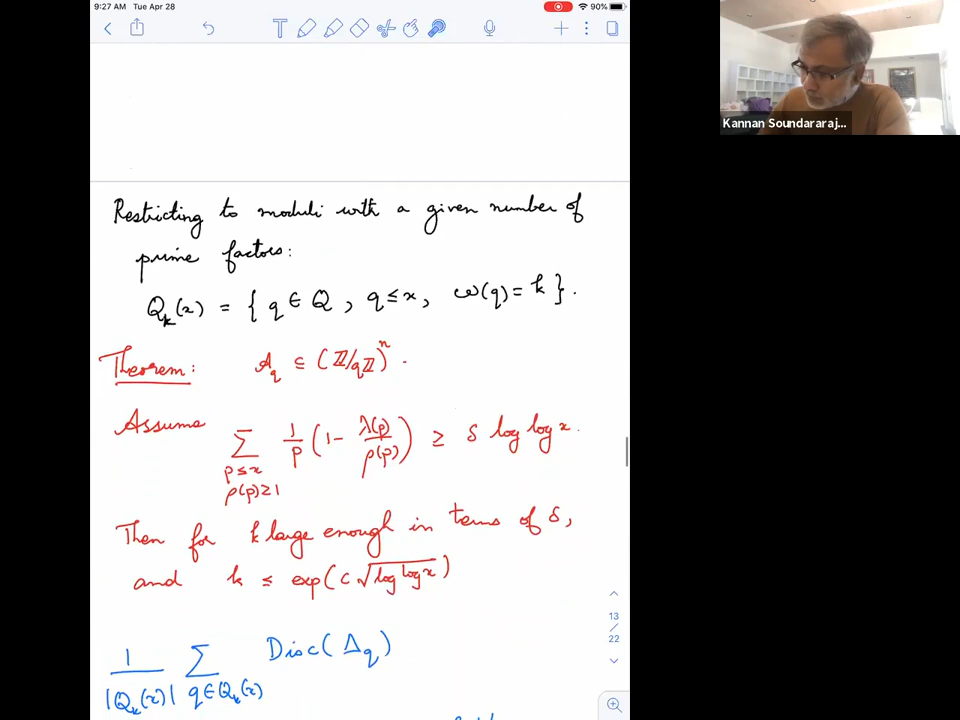 9:27 AM Tue Apr 28
90%
T
Kannan Soundararaj...
Restricting to moduli with a given number of
prime factors:
Q_k(x) = { q ∈ Q, q ≤ x, ω(q) = k }.
Theorem: A_q ⊆ (ℤ/qℤ)^n.
Assume ∑_{p≤x, ρ(p)≥1} 1/p (1 - λ(p)/ρ(p)) ≥ δ log log x.
Then for k large enough in terms of δ,
and k ≤ exp(c √(log log x))
1/|Q_k(x)| ∑_{q∈Q_k(x)} Disc(Δ_q)
13
/
22